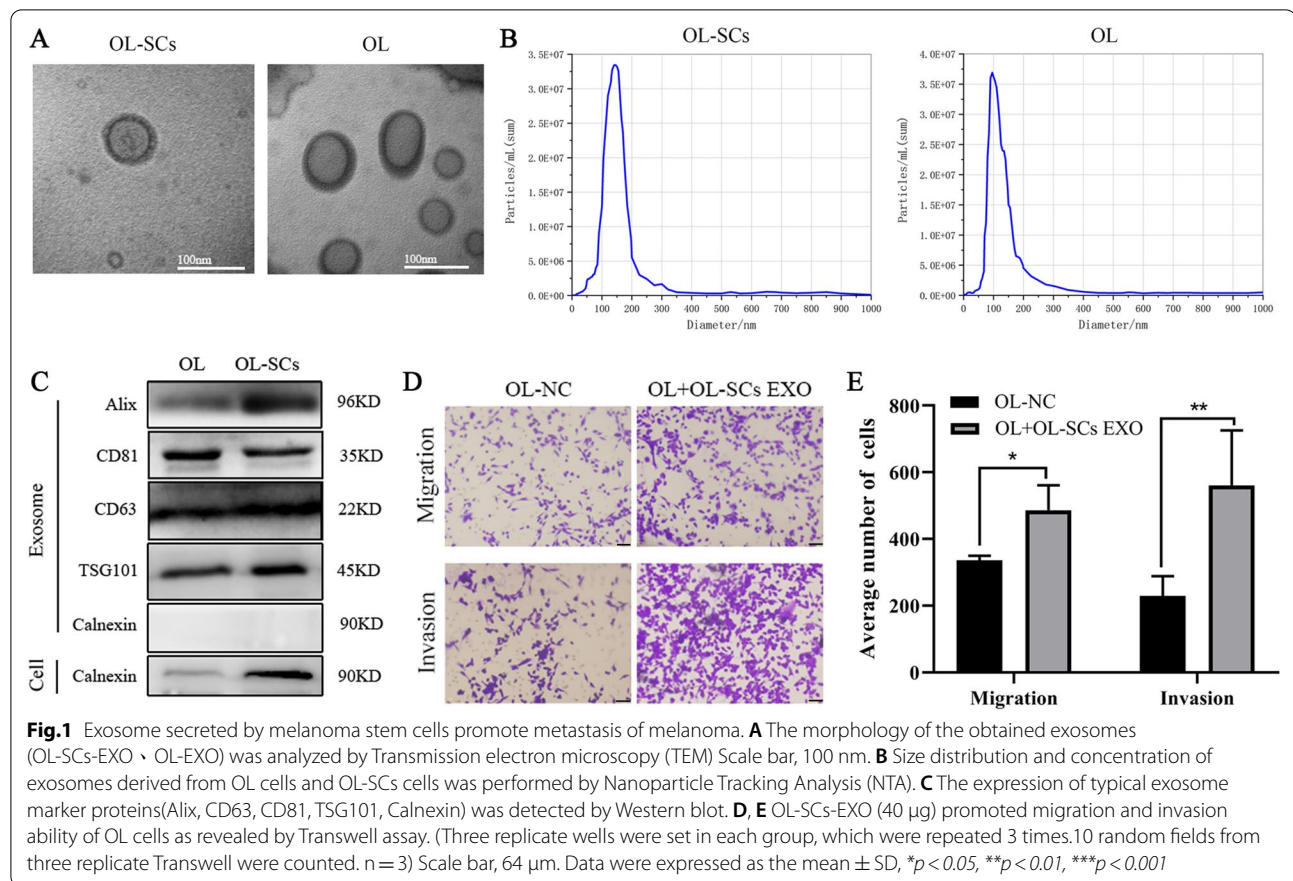 A
OL-SCs
OL
100nm
100nm
B
OL-SCs
3.5E+07
3.0E+07
2.5E+07
2.0E+07
1.5E+07
1.0E+07
5.0E+06
0.0E+00
Particles/mL(sum)
0 100 200 300 400 500 600 700 800 900 1000
Diameter/nm
OL
4.0E+07
3.5E+07
3.0E+07
2.5E+07
2.0E+07
1.5E+07
1.0E+07
5.0E+06
0.0E+00
Particles/mL(sum)
0 100 200 300 400 500 600 700 800 900 1000
Diameter/nm
C
OL OL-SCs
Exosome
Alix 96KD
CD81 35KD
CD63 22KD
TSG101 45KD
Calnexin 90KD
Cell
Calnexin 90KD
D
OL-NC OL+OL-SCs EXO
Migration
Invasion
E
OL-NC
OL+OL-SCs EXO
Average number of cells
800
600
400
200
0
*
**
Migration Invasion
Fig.1 Exosome secreted by melanoma stem cells promote metastasis of melanoma. A The morphology of the obtained exosomes
(OL-SCs-EXO、OL-EXO) was analyzed by Transmission electron microscopy (TEM) Scale bar, 100 nm. B Size distribution and concentration of
exosomes derived from OL cells and OL-SCs cells was performed by Nanoparticle Tracking Analysis (NTA). C The expression of typical exosome
marker proteins(Alix, CD63, CD81, TSG101, Calnexin) was detected by Western blot. D, E OL-SCs-EXO (40 μg) promoted migration and invasion
ability of OL cells as revealed by Transwell assay. (Three replicate wells were set in each group, which were repeated 3 times.10 random fields from
three replicate Transwell were counted. n = 3) Scale bar, 64 μm. Data were expressed as the mean ± SD, *p < 0.05, **p < 0.01, ***p < 0.001